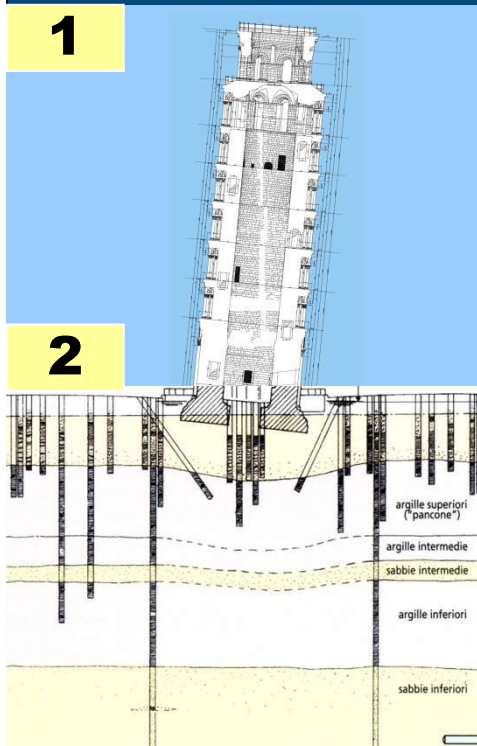 1
2
argille superiori
("pancone")
argille intermedie
sabbie intermedie
argille inferiori
sabbie inferiori